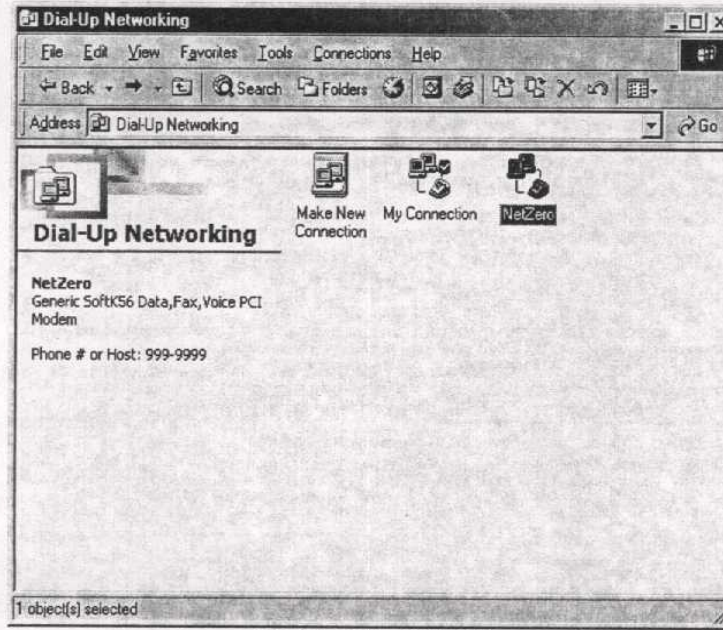 Dial-Up Networking
File Edit View Favorites Tools Connections Help
Back Search Folders
Address Dial-Up Networking Go
Make New Connection
My Connection
NetZero
Dial-Up Networking
NetZero
Generic SoftK56 Data,Fax,Voice PCI
Modem
Phone # or Host: 999-9999
1 object(s) selected